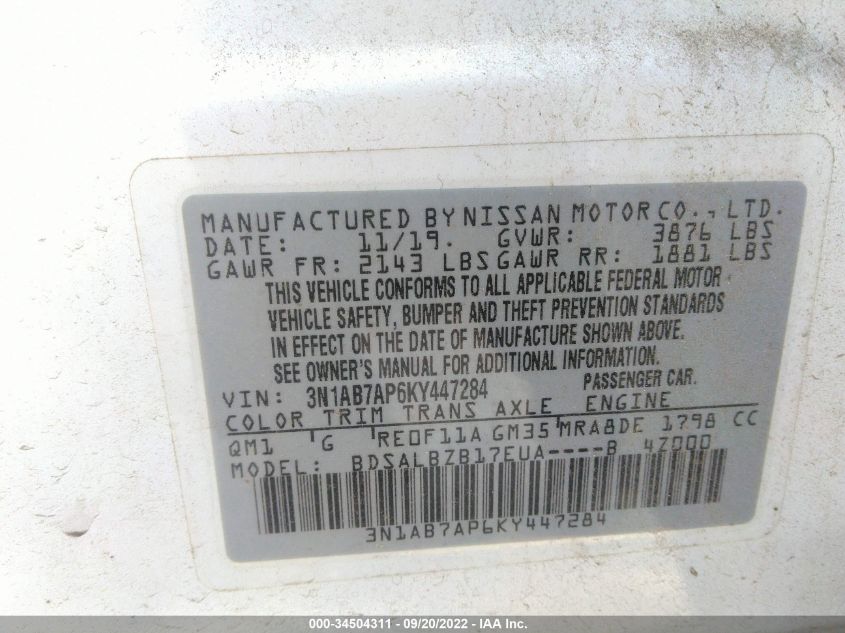 MANUFACTURED BY NISSAN MOTOR CO., LTD.
DATE: 11/19. GVWR: 3876 LBS
GAWR FR: 2143 LBS GAWR RR: 1881 LBS
THIS VEHICLE CONFORMS TO ALL APPLICABLE FEDERAL MOTOR
VEHICLE SAFETY, BUMPER AND THEFT PREVENTION STANDARDS
IN EFFECT ON THE DATE OF MANUFACTURE SHOWN ABOVE.
SEE OWNER'S MANUAL FOR ADDITIONAL INFORMATION.
VIN: 3N1AB7AP6KY447284 PASSENGER CAR.
COLOR TRIM TRANS AXLE ENGINE
QM1 G RE0F11A GM35 MRA8DE 1798 CC
MODEL: BDSALBZB17EUA----B 4Z000
3N1AB7AP6KY447284
000-34504311 - 09/20/2022 - IAA Inc.